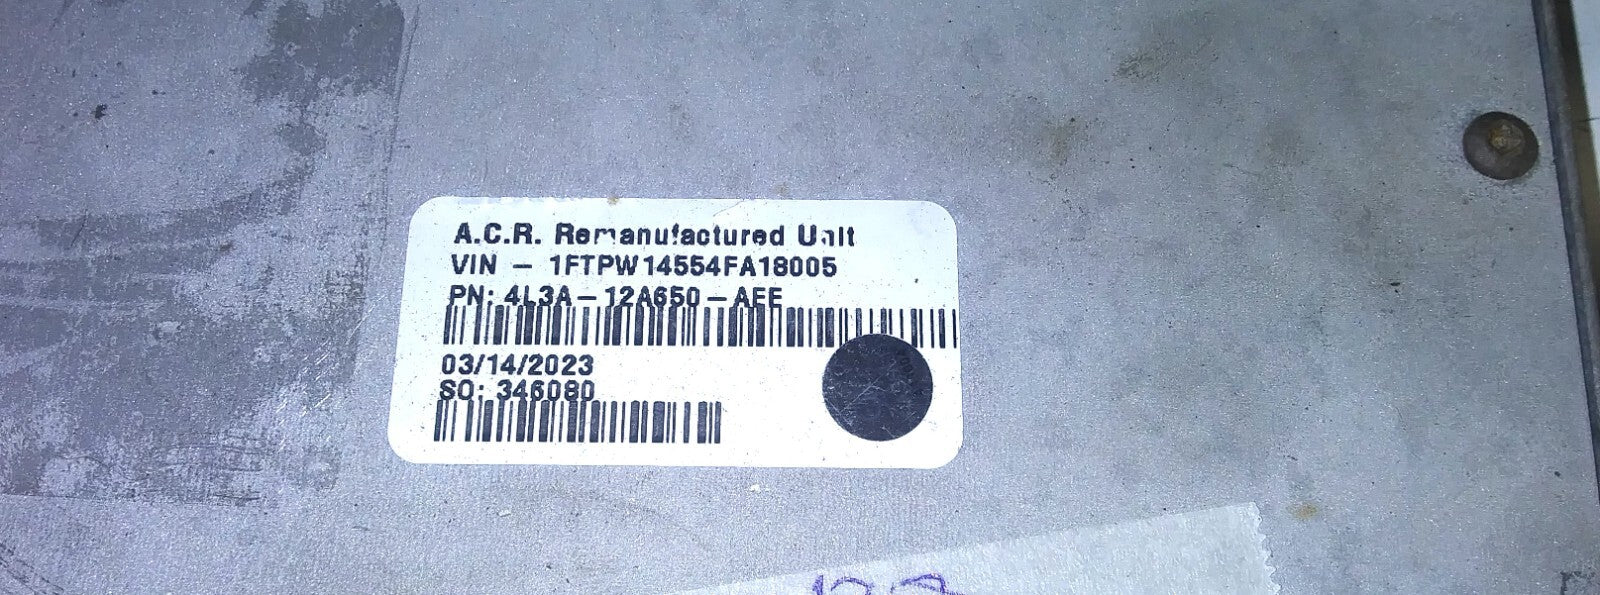 A.C.R. Remanufactured Unit
VIN - 1FTPW14554FA18005
PN: 4L3A-12A650-AEE
03/14/2023
SO: 346080